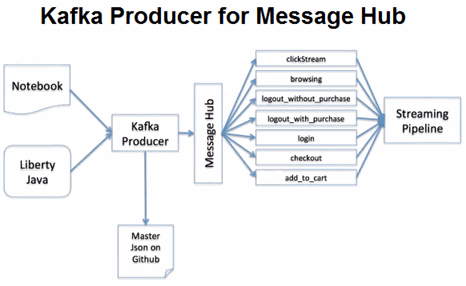 Kafka Producer for Message Hub
Notebook
Liberty
Java
Kafka
Producer
Message Hub
clickStream
browsing
logout_without_purchase
logout_with_purchase
login
checkout
add_to_cart
Streaming
Pipeline
Master
Json on
Github